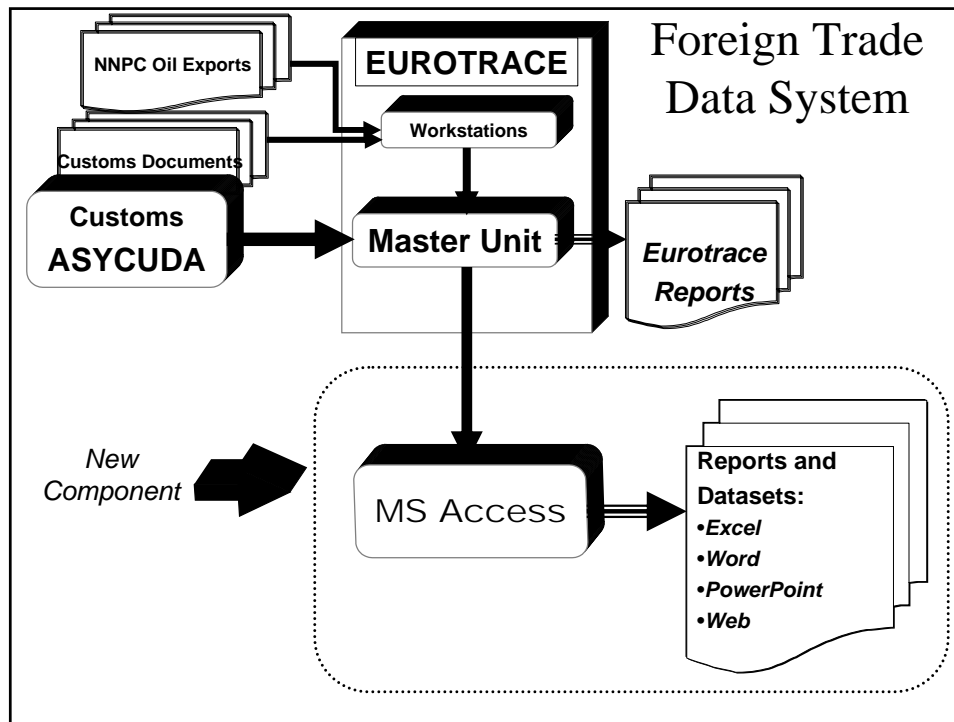 Foreign Trade
Data System
NNPC Oil Exports
EUROTRACE
Workstations
Customs Documents
Customs
ASYCUDA
Master Unit
Eurotrace
Reports
New
Component
MS Access
Reports and
Datasets:
•Excel
•Word
•PowerPoint
•Web